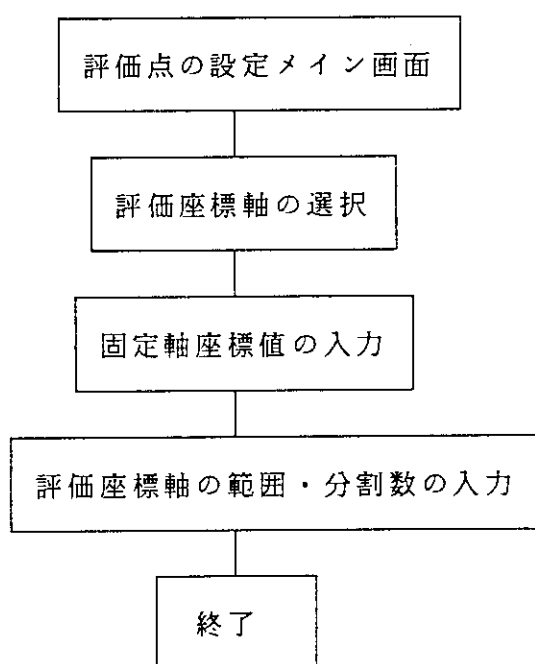 評価点の設定メイン画面
評価座標軸の選択
固定軸座標値の入力
評価座標軸の範囲・分割数の入力
終了